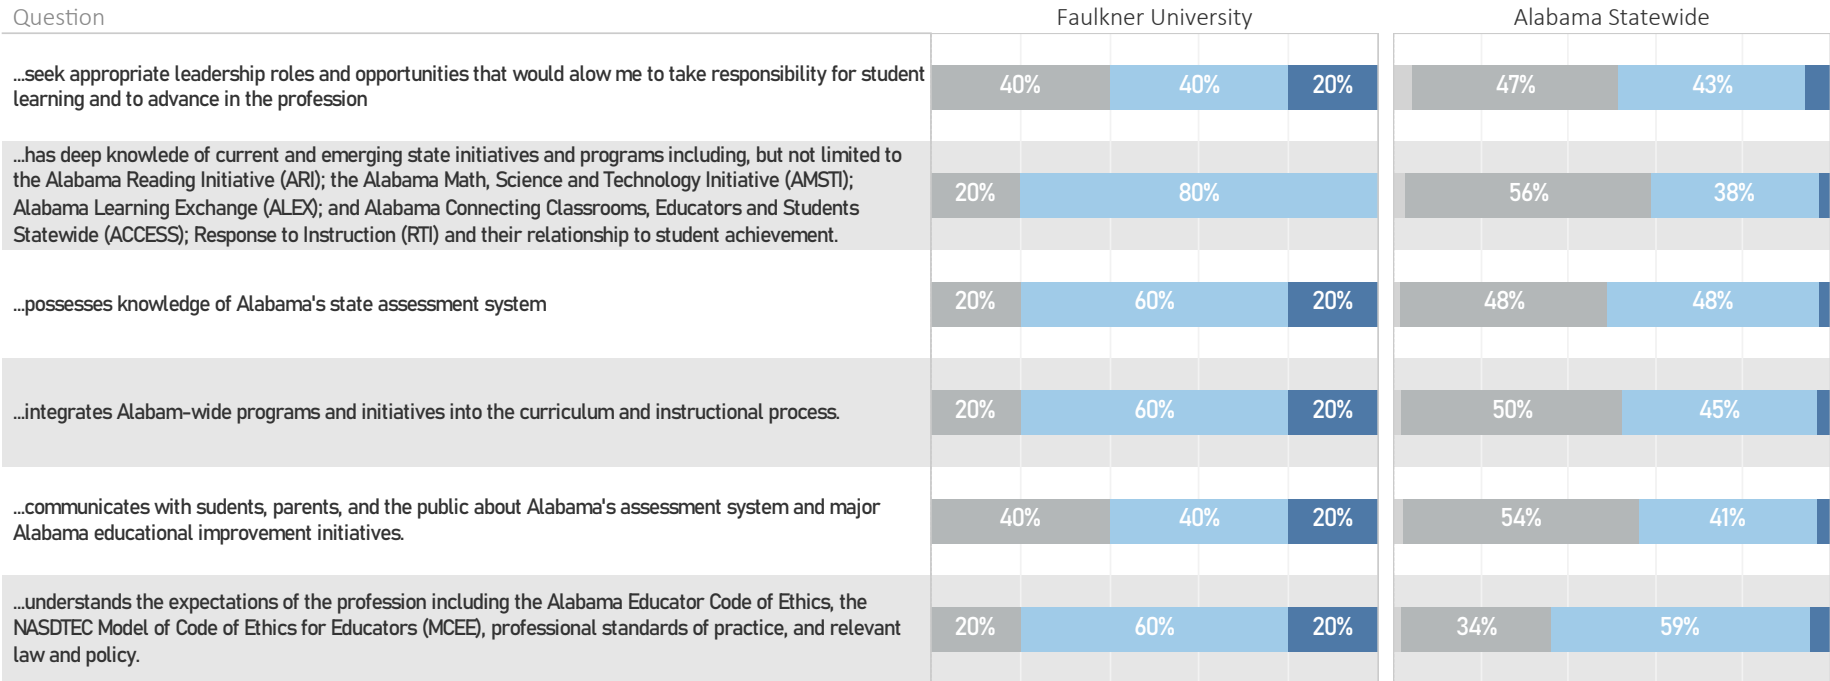 Question Faulkner University Alabama Statewide
...seek appropriate leadership roles and opportunities that would alow me to take responsibility for student
learning and to advance in the profession
40% 40% 20% 47% 43%
...has deep knowlede of current and emerging state initiatives and programs including, but not limited to
the Alabama Reading Initiative (ARI); the Alabama Math, Science and Technology Initiative (AMSTI);
Alabama Learning Exchange (ALEX); and Alabama Connecting Classrooms, Educators and Students
Statewide (ACCESS); Response to Instruction (RTI) and their relationship to student achievement.
20% 80% 56% 38%
...possesses knowledge of Alabama's state assessment system
20% 60% 20% 48% 48%
...integrates Alabam-wide programs and initiatives into the curriculum and instructional process.
20% 60% 20% 50% 45%
...communicates with sudents, parents, and the public about Alabama's assessment system and major
Alabama educational improvement initiatives.
40% 40% 20% 54% 41%
...understands the expectations of the profession including the Alabama Educator Code of Ethics, the
NASDTEC Model of Code of Ethics for Educators (MCEE), professional standards of practice, and relevant
law and policy.
20% 60% 20% 34% 59%